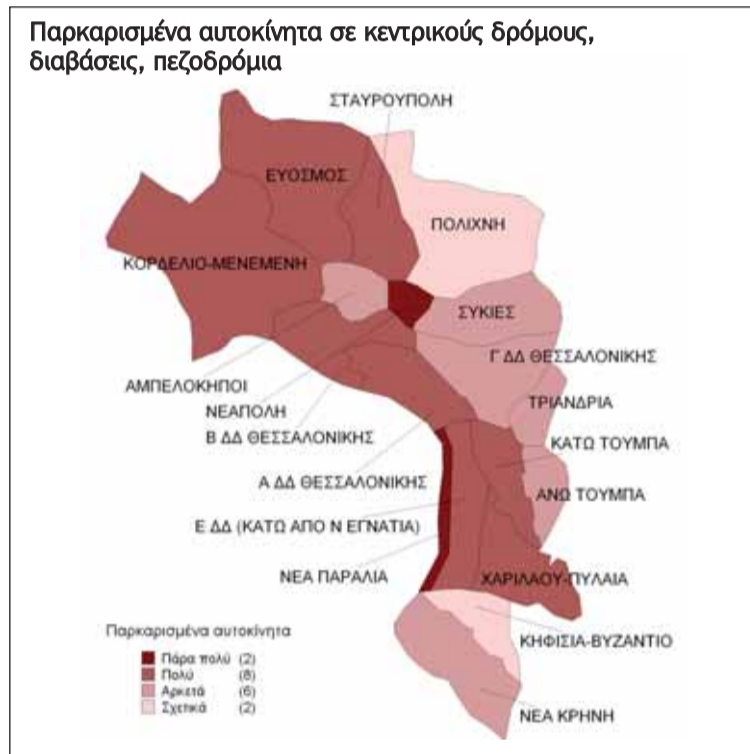 Παρκαρισμένα αυτοκίνητα σε κεντρικούς δρόμους,
διαβάσεις, πεζοδρόμια
ΣΤΑΥΡΟΥΠΟΛΗ
ΕΥΟΣΜΟΣ
ΠΟΛΙΧΝΗ
ΚΟΡΔΕΛΙΟ-ΜΕΝΕΜΕΝΗ
ΣΥΚΙΕΣ
Γ ΔΔ ΘΕΣΣΑΛΟΝΙΚΗΣ
ΑΜΠΕΛΟΚΗΠΟΙ
ΤΡΙΑΝΔΡΙΑ
ΝΕΑΠΟΛΗ
Β ΔΔ ΘΕΣΣΑΛΟΝΙΚΗΣ
ΚΑΤΩ ΤΟΥΜΠΑ
Α ΔΔ ΘΕΣΣΑΛΟΝΙΚΗΣ
ΑΝΩ ΤΟΥΜΠΑ
Ε ΔΔ (ΚΑΤΩ ΑΠΟ Ν ΕΓΝΑΤΙΑ)
ΝΕΑ ΠΑΡΑΛΙΑ
ΧΑΡΙΛΑΟΥ-ΠΥΛΑΙΑ
ΚΗΦΙΣΙΑ-ΒΥΖΑΝΤΙΟ
ΝΕΑ ΚΡΗΝΗ
Παρκαρισμένα αυτοκίνητα
Πάρα πολύ (2)
Πολύ (8)
Αρκετά (6)
Σχετικά (2)